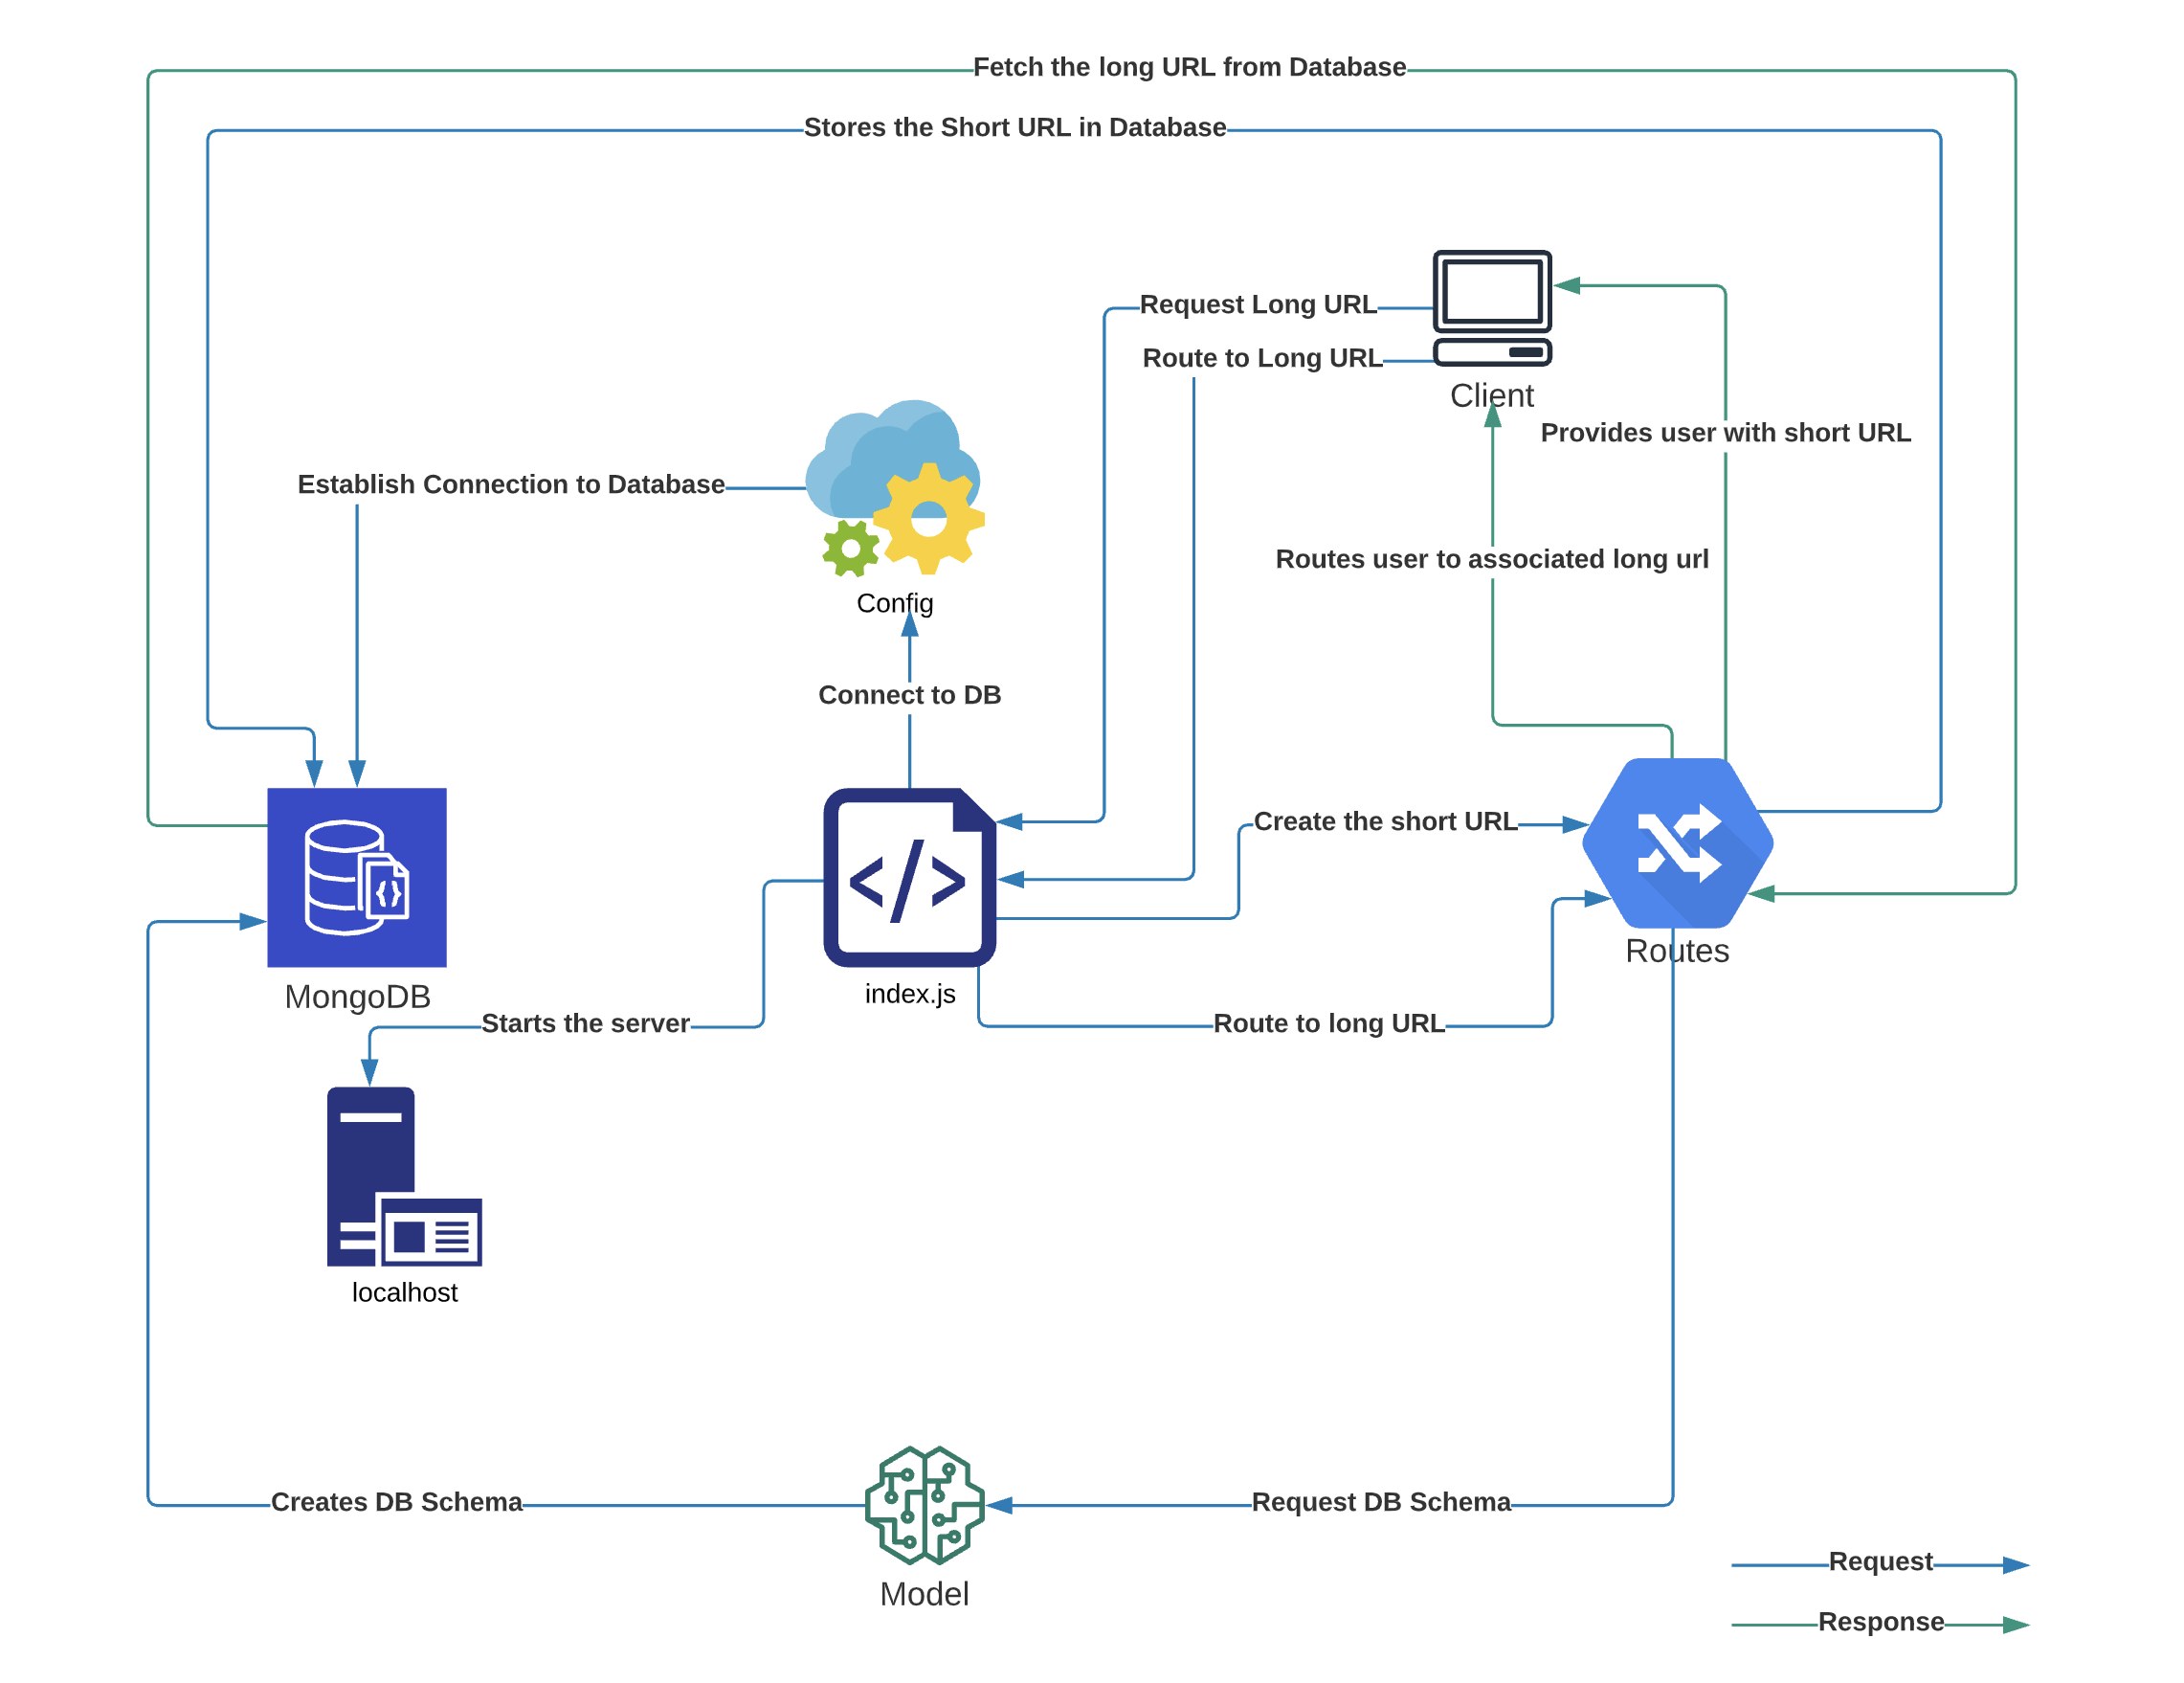 Fetch the long URL from Database
Stores the Short URL in Database
Request Long URL
Route to Long URL
Client
Provides user with short URL
Establish Connection to Database
Routes user to associated long url
Config
Connect to DB
Create the short URL
Routes
MongoDB
index.js
Starts the server
Route to long URL
localhost
Creates DB Schema
Request DB Schema
Model
Request
Response